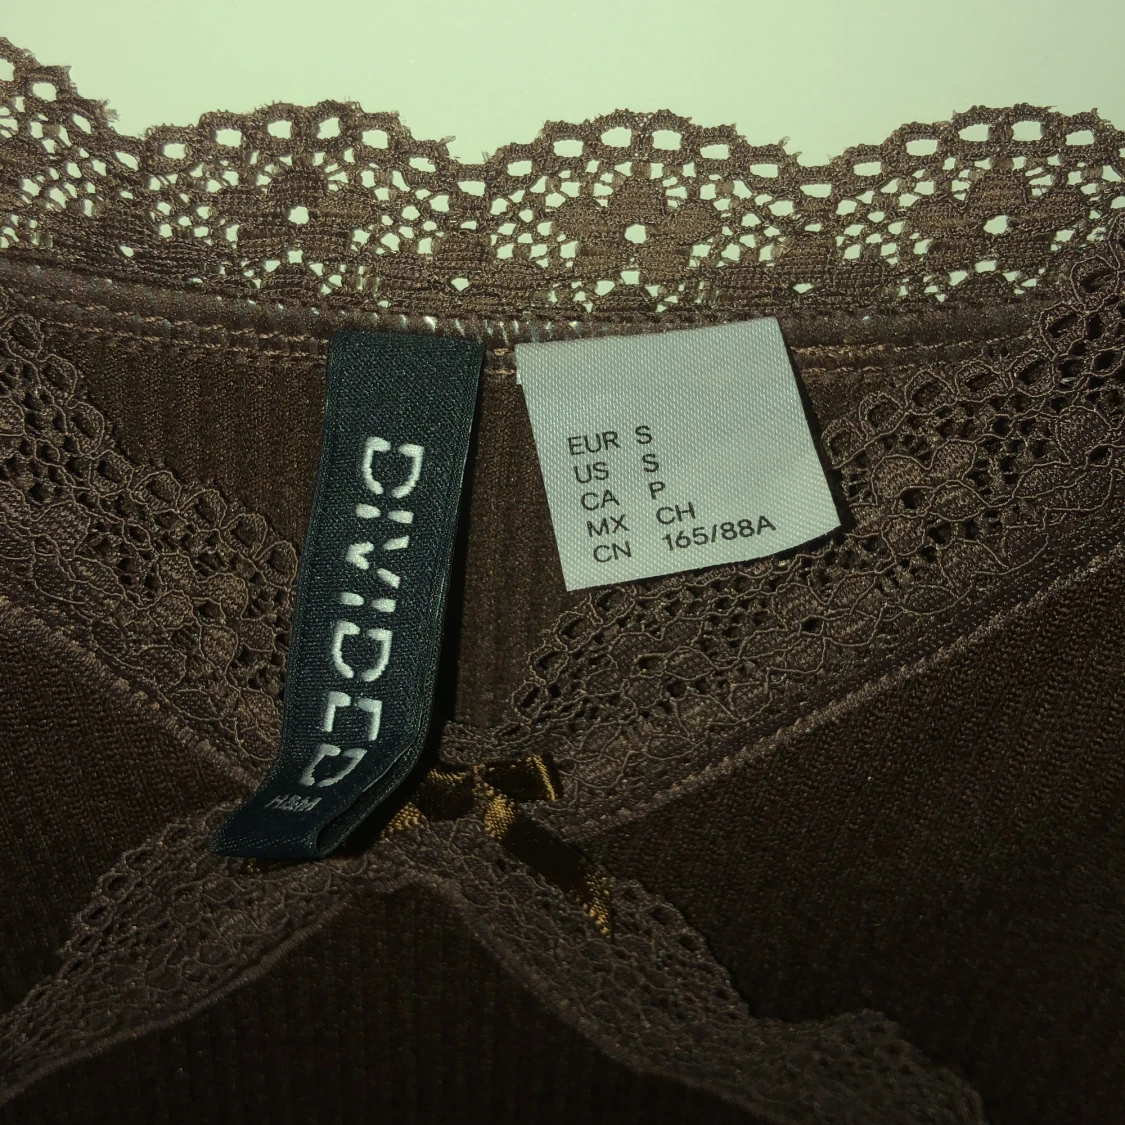 DIVIDED
H&M
EUR S
US S
CA P
MX CH
CN 165/88A